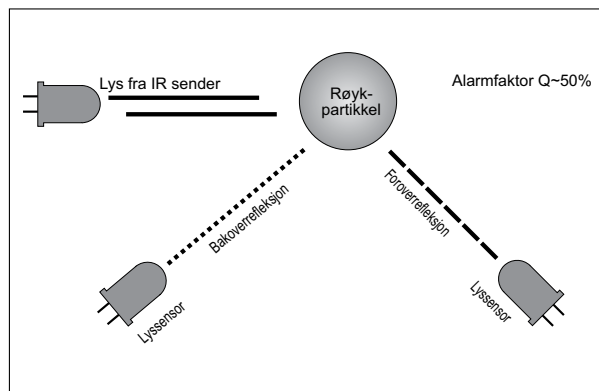 Lys fra IR sender
Røyk-
partikkel
Alarmfaktor Q~50%
Bakoverrefleksjon
Foroverrefleksjon
Lyssensor
Lyssensor